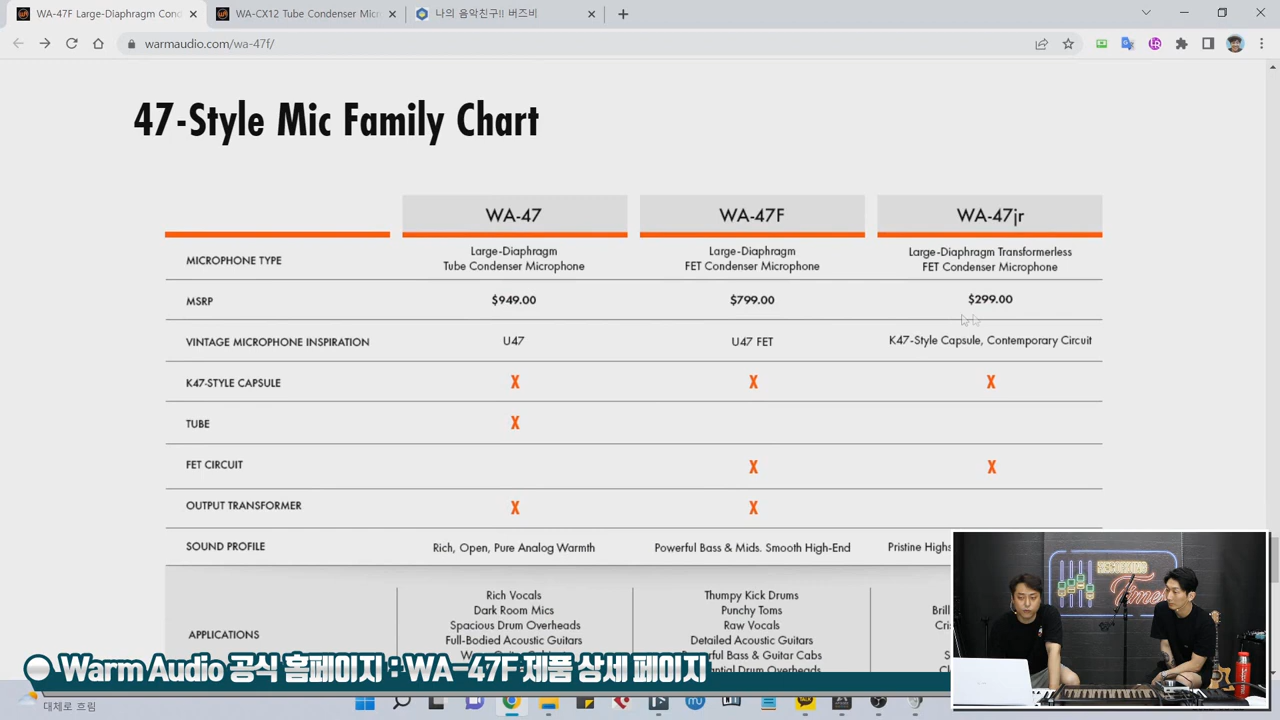 WA-47F Large-Diaphragm Cond
WA-CX12 Tube Condenser Mic
나의 음악친구!! 버즈비
warmaudio.com/wa-47f/
47-Style Mic Family Chart
WA-47 WA-47F WA-47jr
MICROPHONE TYPE
Large-Diaphragm
Tube Condenser Microphone
Large-Diaphragm
FET Condenser Microphone
Large-Diaphragm Transformerless
FET Condenser Microphone
MSRP $949.00 $799.00 $299.00
VINTAGE MICROPHONE INSPIRATION U47 U47 FET K47-Style Capsule, Contemporary Circuit
K47-STYLE CAPSULE X X X
TUBE X
FET CIRCUIT X X
OUTPUT TRANSFORMER X X
SOUND PROFILE Rich, Open, Pure Analog Warmth Powerful Bass & Mids. Smooth High-End Pristine Highs
APPLICATIONS
Rich Vocals
Dark Room Mics
Spacious Drum Overheads
Full-Bodied Acoustic Guitars
Thumpy Kick Drums
Punchy Toms
Raw Vocals
Detailed Acoustic Guitars
Bass & Guitar Cabs
Warm Audio 공식 홈페이지 : WA-47F 제품 상세 페이지
대체로 흐림